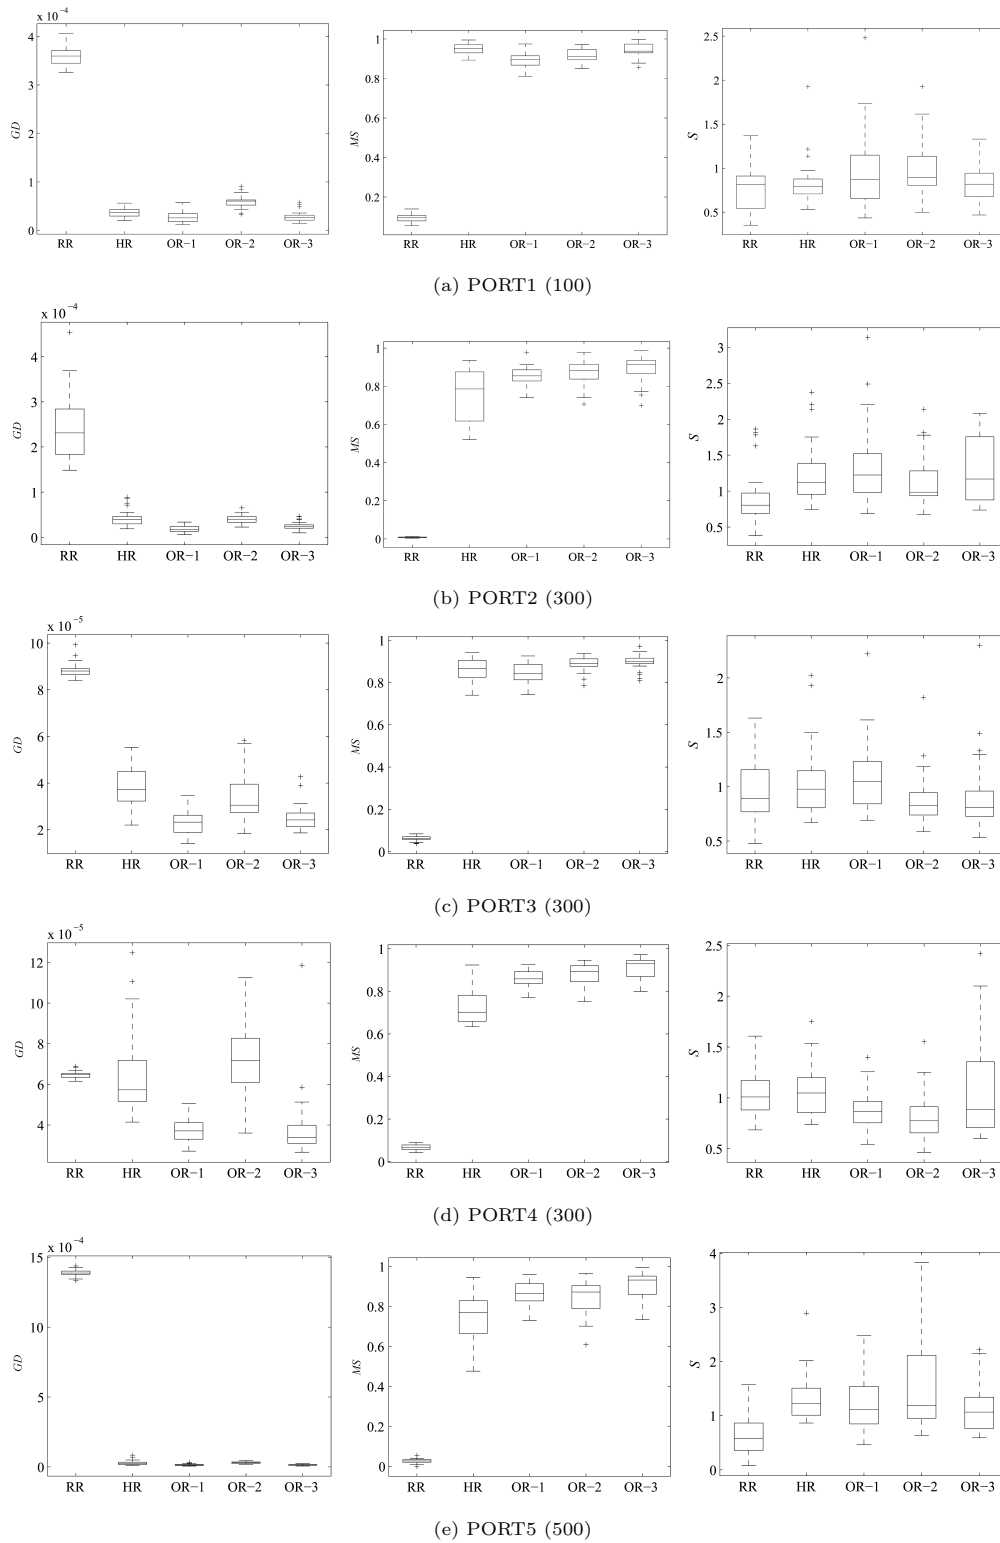 x 10⁻⁴
4
3
2
1
0
GD
RR HR OR−1 OR−2 OR−3
1
0.8
0.6
0.4
0.2
MS
RR HR OR−1 OR−2 OR−3
2.5
2
1.5
1
0.5
S
RR HR OR−1 OR−2 OR−3
(a) PORT1 (100)
x 10⁻⁴
4
3
2
1
0
GD
RR HR OR−1 OR−2 OR−3
1
0.8
0.6
0.4
0.2
0
MS
RR HR OR−1 OR−2 OR−3
3
2.5
2
1.5
1
0.5
S
RR HR OR−1 OR−2 OR−3
(b) PORT2 (300)
x 10⁻⁵
10
8
6
4
2
GD
RR HR OR−1 OR−2 OR−3
1
0.8
0.6
0.4
0.2
0
MS
RR HR OR−1 OR−2 OR−3
2
1.5
1
0.5
S
RR HR OR−1 OR−2 OR−3
(c) PORT3 (300)
x 10⁻⁵
12
10
8
6
4
GD
RR HR OR−1 OR−2 OR−3
1
0.8
0.6
0.4
0.2
0
MS
RR HR OR−1 OR−2 OR−3
2.5
2
1.5
1
0.5
S
RR HR OR−1 OR−2 OR−3
(d) PORT4 (300)
x 10⁻⁴
15
10
5
0
GD
RR HR OR−1 OR−2 OR−3
1
0.8
0.6
0.4
0.2
0
MS
RR HR OR−1 OR−2 OR−3
4
3
2
1
0
S
RR HR OR−1 OR−2 OR−3
(e) PORT5 (500)